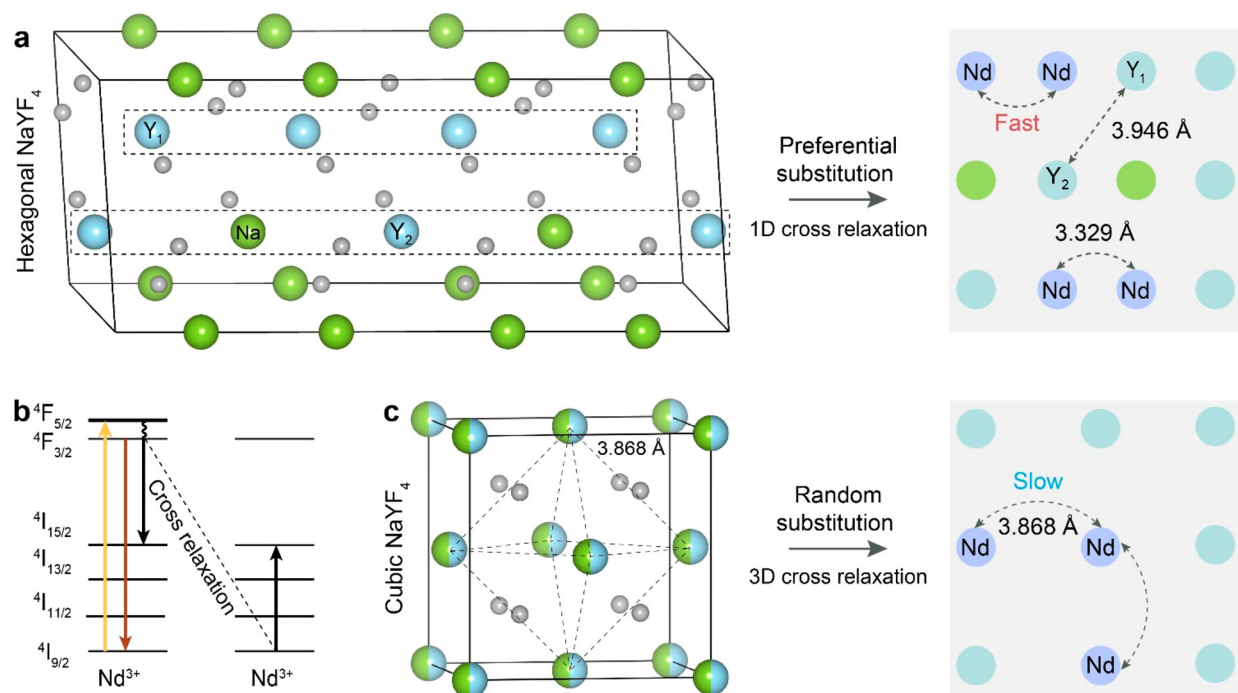 a
Hexagonal NaYF₄
Y₁
Na
Y₂
Preferential
substitution
1D cross relaxation
Nd
Nd
Y₁
Fast
3.946 Å
Y₂
3.329 Å
Nd
Nd
b
⁴F₅/₂
⁴F₃/₂
⁴I₁₅/₂
⁴I₁₃/₂
⁴I₁₁/₂
⁴I₉/₂
Cross relaxation
Nd³⁺
Nd³⁺
c
Cubic NaYF₄
3.868 Å
Random
substitution
3D cross relaxation
Slow
3.868 Å
Nd
Nd
Nd